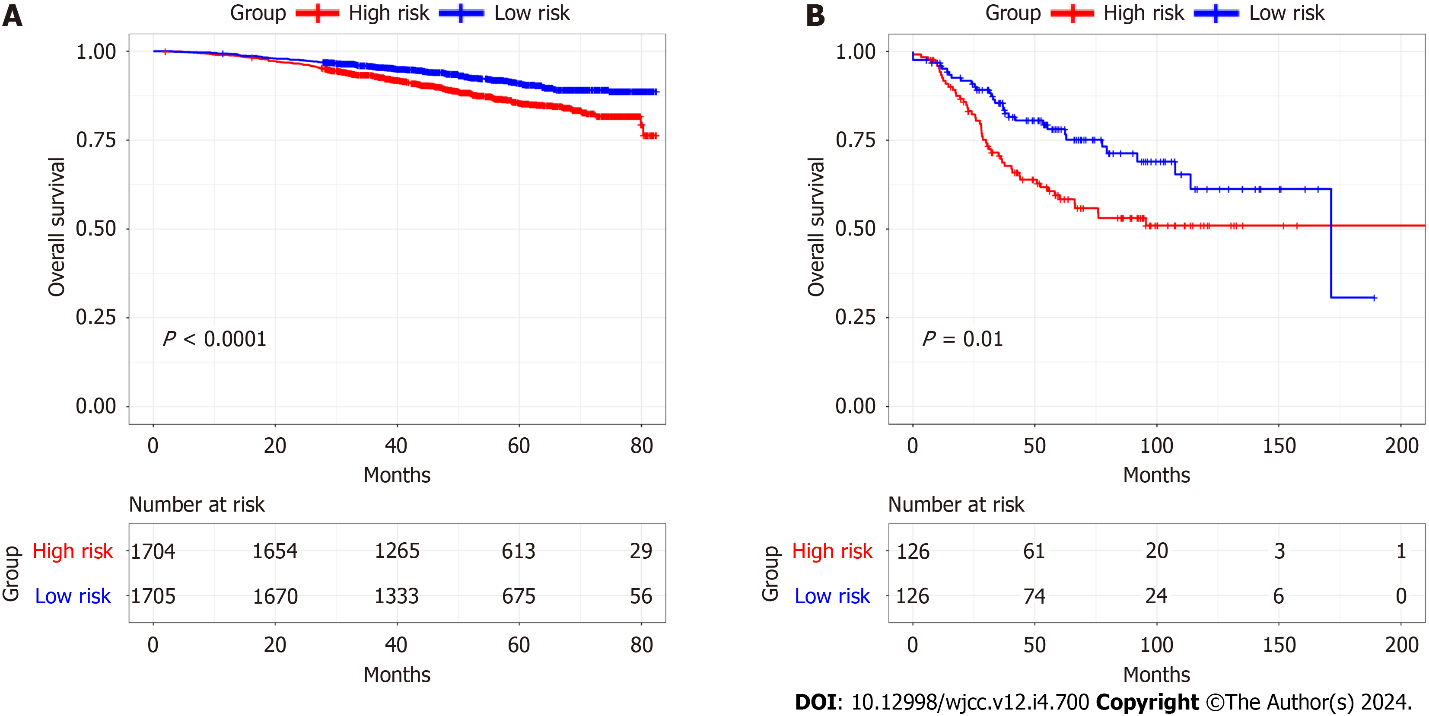 A
Group High risk Low risk
1.00
0.75
0.50
0.25
0.00
Overall survival
P < 0.0001
0 20 40 60 80
Months
Number at risk
Group
High risk 1704 1654 1265 613 29
Low risk 1705 1670 1333 675 56
0 20 40 60 80
Months
B
Group High risk Low risk
1.00
0.75
0.50
0.25
0.00
Overall survival
P = 0.01
0 50 100 150 200
Months
Number at risk
Group
High risk 126 61 20 3 1
Low risk 126 74 24 6 0
0 50 100 150 200
Months
DOI: 10.12998/wjcc.v12.i4.700 Copyright ©The Author(s) 2024.